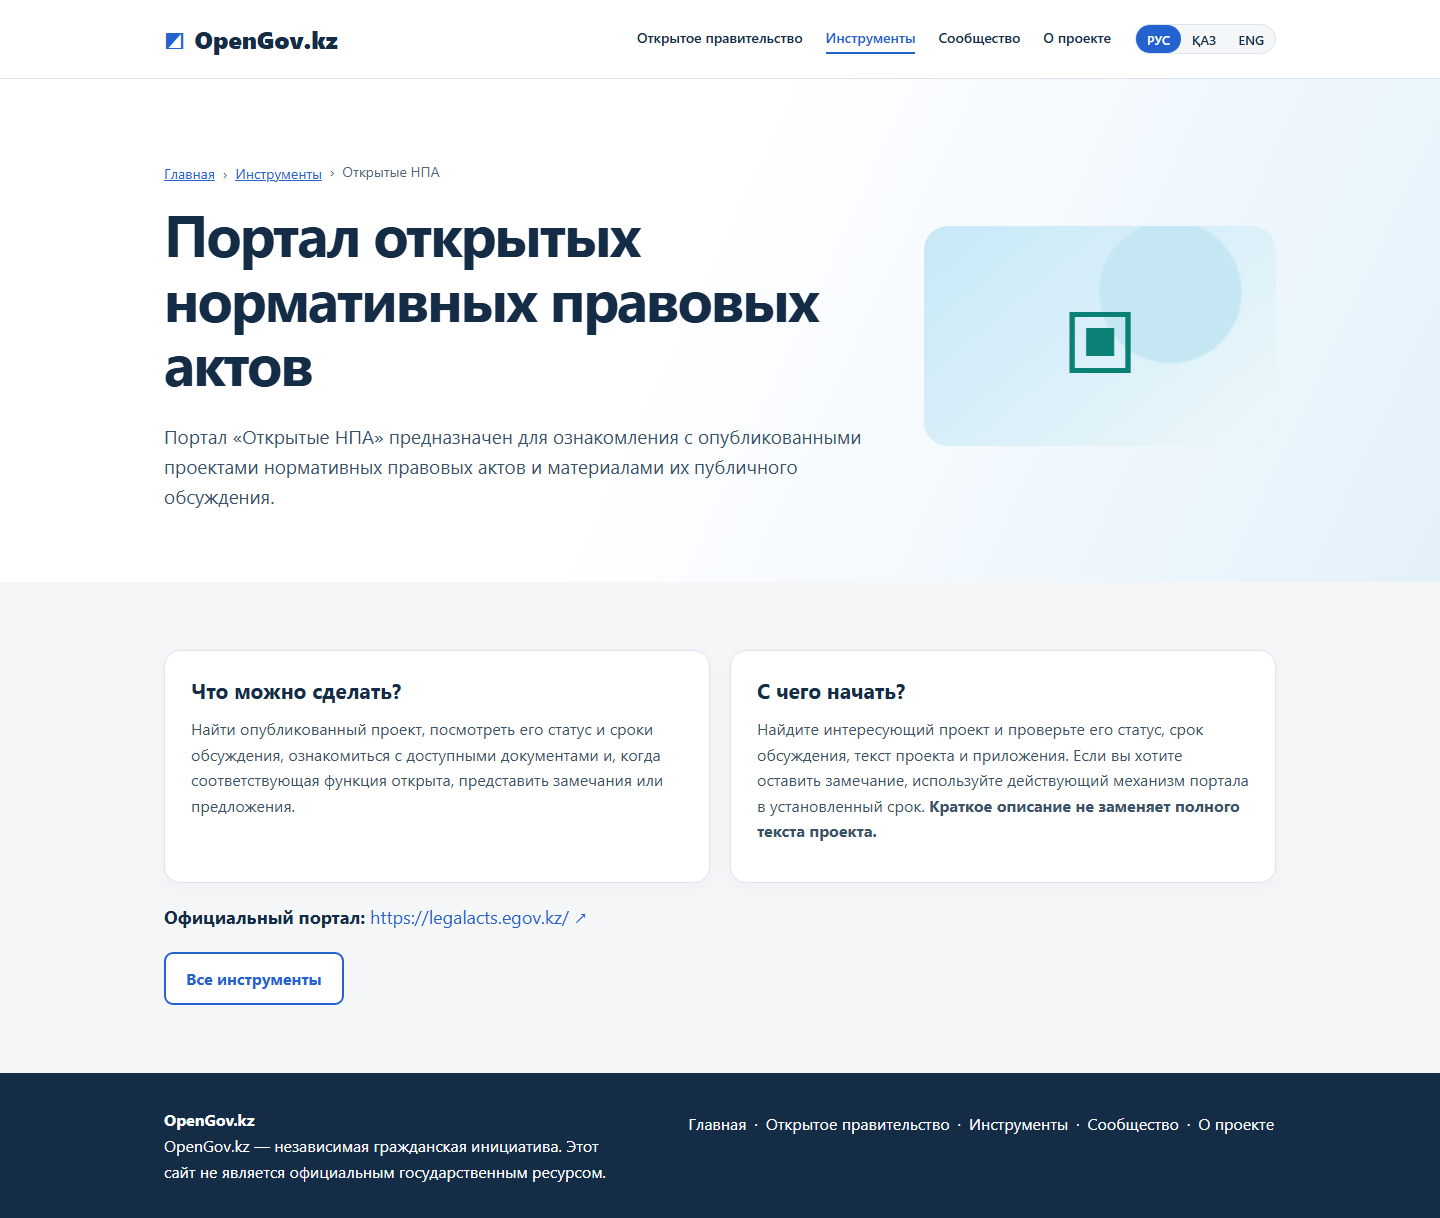 OpenGov.kz
Открытое правительство Инструменты Сообщество О проекте РУС ҚАЗ ENG
Главная › Инструменты › Открытые НПА
Портал открытых
нормативных правовых
актов
Портал «Открытые НПА» предназначен для ознакомления с опубликованными
проектами нормативных правовых актов и материалами их публичного
обсуждения.
Что можно сделать?
Найти опубликованный проект, посмотреть его статус и сроки
обсуждения, ознакомиться с доступными документами и, когда
соответствующая функция открыта, представить замечания или
предложения.
С чего начать?
Найдите интересующий проект и проверьте его статус, срок
обсуждения, текст проекта и приложения. Если вы хотите
оставить замечание, используйте действующий механизм портала
в установленный срок. Краткое описание не заменяет полного
текста проекта.
Официальный портал: https://legalacts.egov.kz/ ↗
Все инструменты
OpenGov.kz
OpenGov.kz — независимая гражданская инициатива. Этот
сайт не является официальным государственным ресурсом.
Главная · Открытое правительство · Инструменты · Сообщество · О проекте